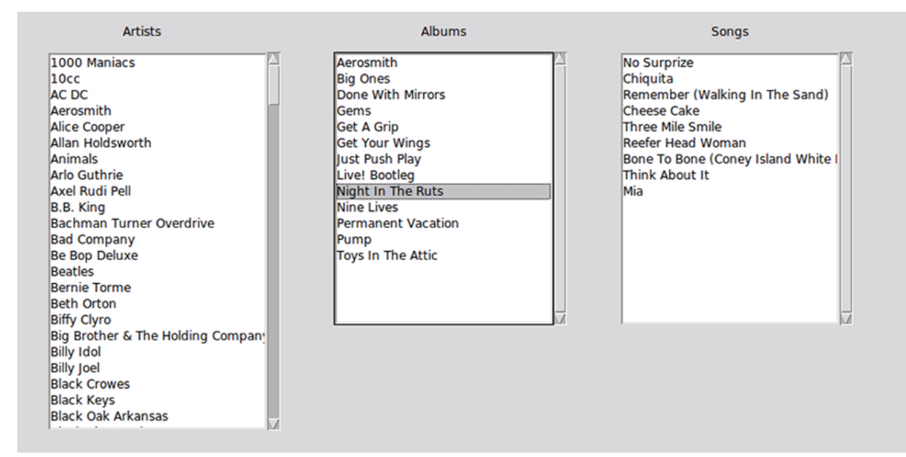 Artists
1000 Maniacs
10cc
AC DC
Aerosmith
Alice Cooper
Allan Holdsworth
Animals
Arlo Guthrie
Axel Rudi Pell
B.B. King
Bachman Turner Overdrive
Bad Company
Be Bop Deluxe
Beatles
Bernie Torme
Beth Orton
Biffy Clyro
Big Brother & The Holding Company
Billy Idol
Billy Joel
Black Crowes
Black Keys
Black Oak Arkansas
Albums
Aerosmith
Big Ones
Done With Mirrors
Gems
Get A Grip
Get Your Wings
Just Push Play
Live! Bootleg
Night In The Ruts
Nine Lives
Permanent Vacation
Pump
Toys In The Attic
Songs
No Surprize
Chiquita
Remember (Walking In The Sand)
Cheese Cake
Three Mile Smile
Reefer Head Woman
Bone To Bone (Coney Island White
Think About It
Mia